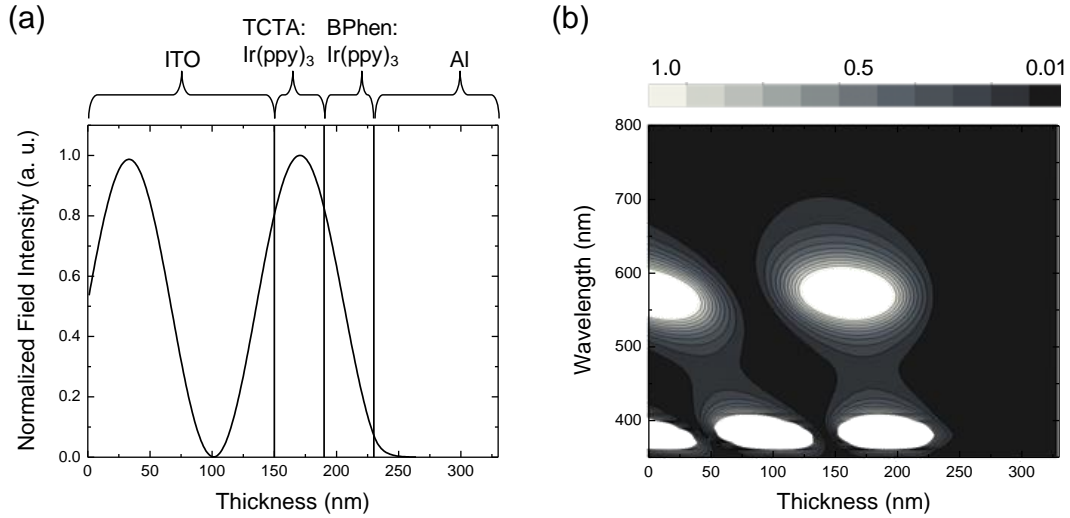 (a)
TCTA: BPhen:
ITO Ir(ppy)3 Ir(ppy)3 Al
1.0
0.8
0.6
0.4
0.2
0.0
Normalized Field Intensity (a. u.)
0 50 100 150 200 250 300
Thickness (nm)
(b)
1.0 0.5 0.01
800
700
600
500
400
Wavelength (nm)
0 50 100 150 200 250 300
Thickness (nm)